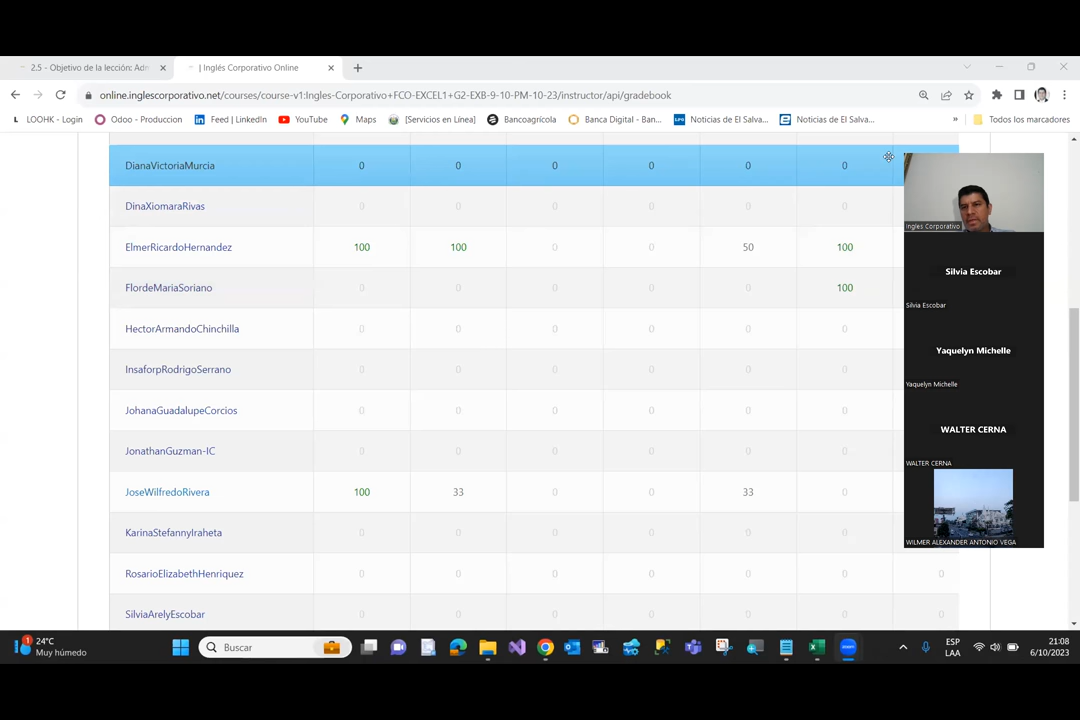 2.5 - Objetivo de la lección: Adm
| Inglés Corporativo Online
online.inglescorporativo.net/courses/course-v1:Ingles-Corporativo+FCO-EXCEL1+G2-EXB-9-10-PM-10-23/instructor/api/gradebook
LOOHK - Login
Odoo - Produccion
Feed | LinkedIn
YouTube
Maps
[Servicios en Línea]
Bancoagrícola
Banca Digital - Ban...
Noticias de El Salva...
Noticias de El Salva...
»
Todos los marcadores
DianaVictoriaMurcia 0 0 0 0 0 0
DinaXiomaraRivas 0 0 0 0 0 0
ElmerRicardoHernandez 100 100 0 0 50 100
FlordeMariaSoriano 0 0 0 0 0 100
HectorArmandoChinchilla 0 0 0 0 0 0
InsaforpRodrigoSerrano 0 0 0 0 0 0
JohanaGuadalupeCorcios 0 0 0 0 0 0
JonathanGuzman-IC 0 0 0 0 0 0
JoseWilfredoRivera 100 33 0 0 33 0
KarinaStefannyIraheta 0 0 0 0 0 0
RosarioElizabethHenriquez 0 0 0 0 0 0 0
SilviaArelyEscobar 0 0 0 0 0 0 0
Ingles Corporativo
Silvia Escobar
Silvia Escobar
Yaquelyn Michelle
Yaquelyn Michelle
WALTER CERNA
WALTER CERNA
WILMER ALEXANDER ANTONIO VEGA
1
24°C
Muy húmedo
Buscar
zoom
ESP
LAA
21:08
6/10/2023